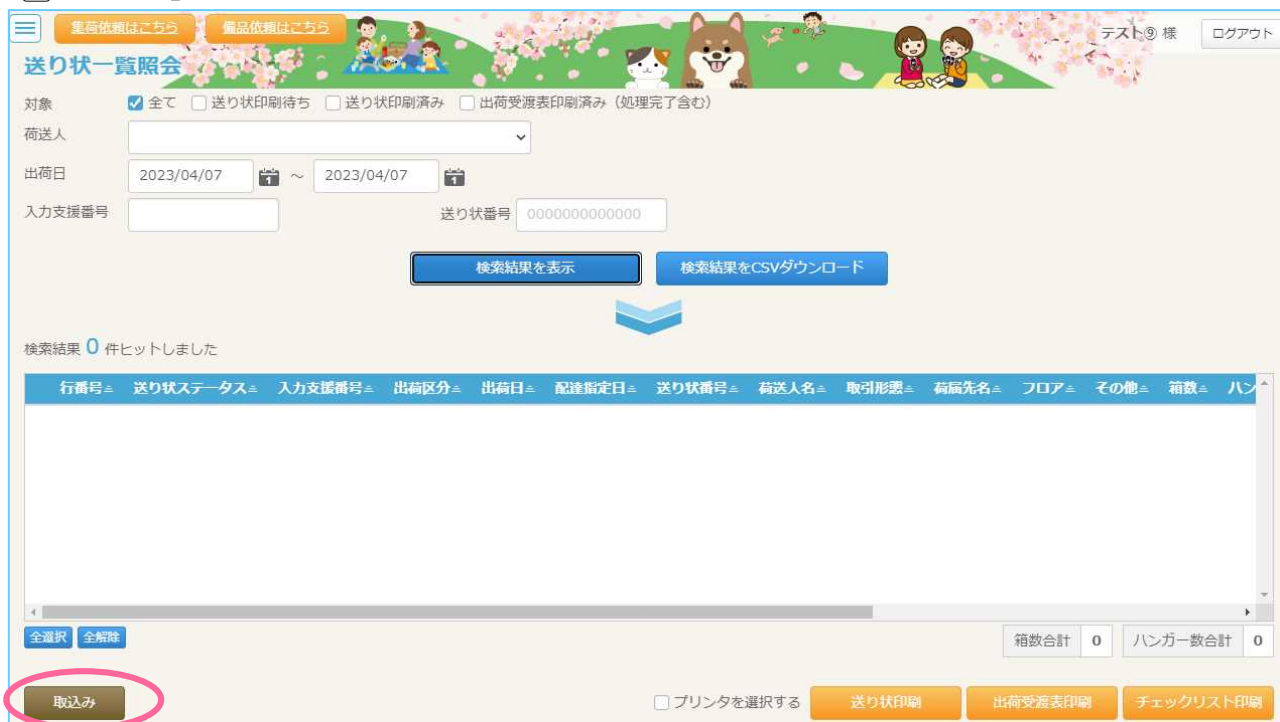 集荷依頼はこちら 備品依頼はこちら テスト⑨ 様 ログアウト
送り状一覧照会
対象 全て 送り状印刷待ち 送り状印刷済み 出荷受渡表印刷済み（処理完了含む）
荷送人
出荷日 2023/04/07 ～ 2023/04/07
入力支援番号 送り状番号 0000000000000
検索結果を表示 検索結果をCSVダウンロード
検索結果 0 件ヒットしました
行番号 送り状ステータス 入力支援番号 出荷区分 出荷日 配達指定日 送り状番号 荷送人名 取引形態 荷届先名 フロア その他 箱数 ハン
全選択 全解除 箱数合計 0 ハンガー数合計 0
取込み プリンタを選択する 送り状印刷 出荷受渡表印刷 チェックリスト印刷